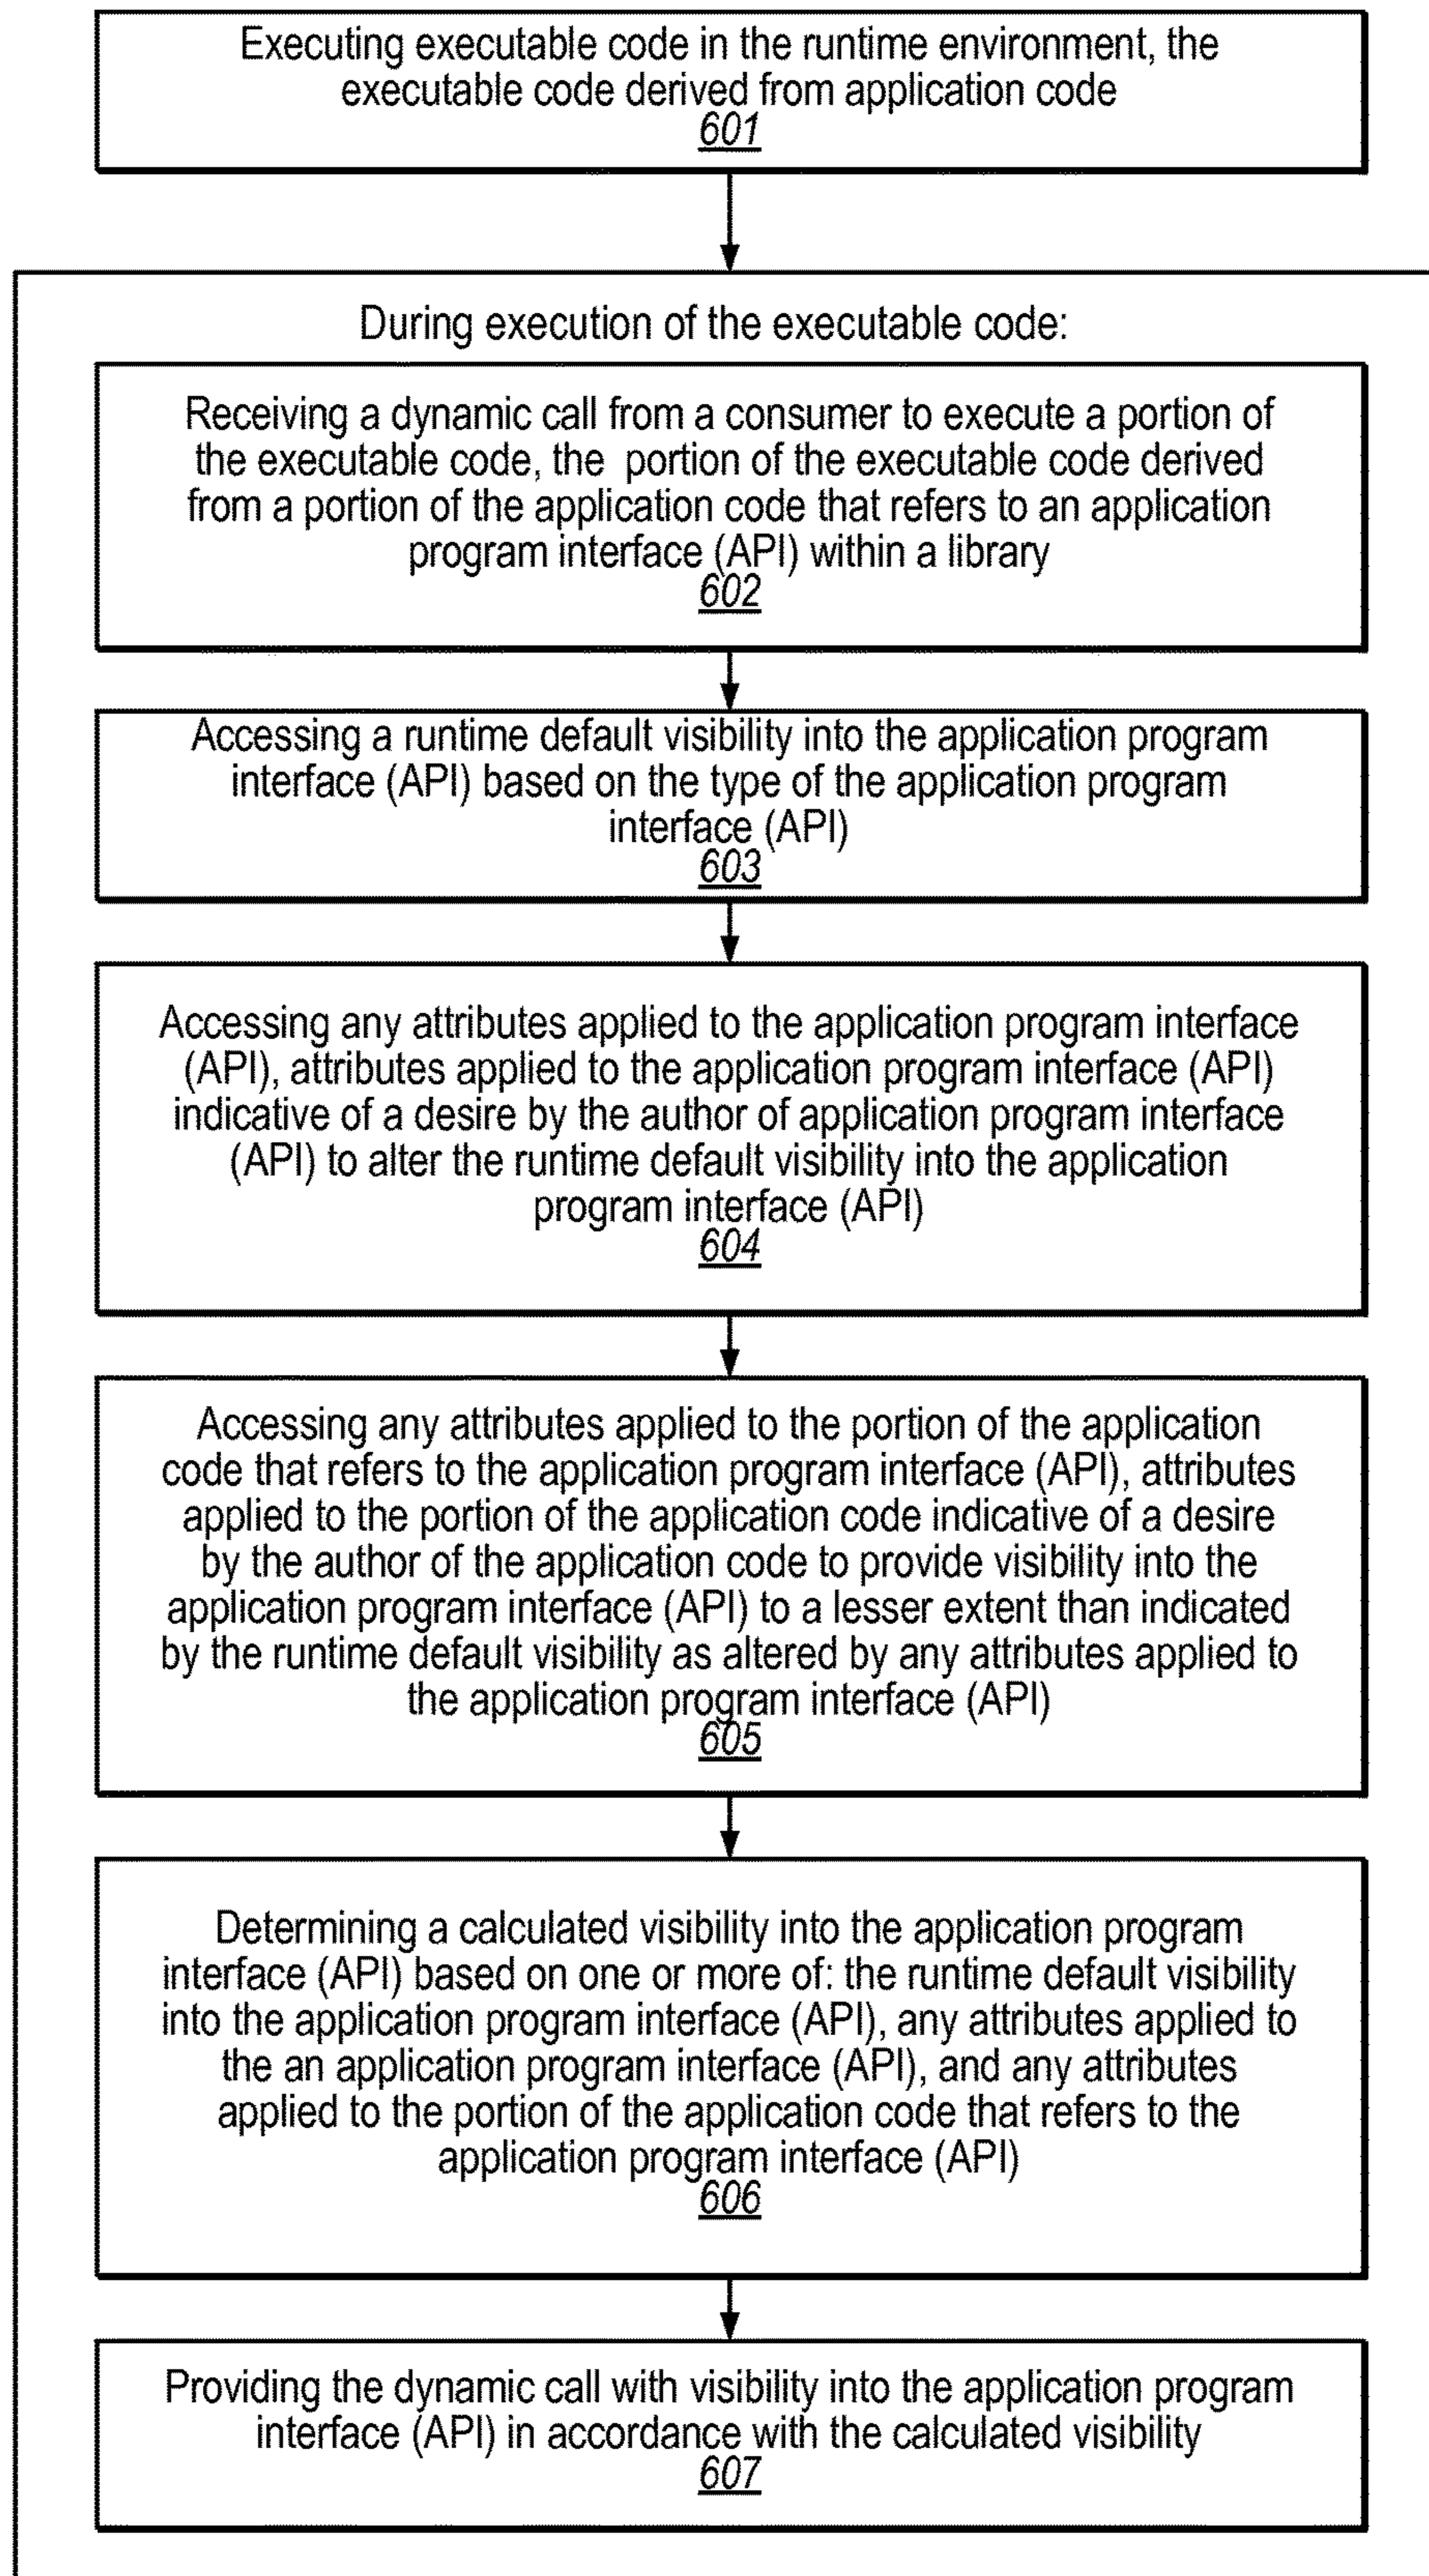 Executing executable code in the runtime environment, the
executable code derived from application code
601
During execution of the executable code:
Receiving a dynamic call from a consumer to execute a portion of
the executable code, the portion of the executable code derived
from a portion of the application code that refers to an application
program interface (API) within a library
602
Accessing a runtime default visibility into the application program
interface (API) based on the type of the application program
interface (API)
603
Accessing any attributes applied to the application program interface
(API), attributes applied to the application program interface (API)
indicative of a desire by the author of application program interface
(API) to alter the runtime default visibility into the application
program interface (API)
604
Accessing any attributes applied to the portion of the application
code that refers to the application program interface (API), attributes
applied to the portion of the application code indicative of a desire
by the author of the application code to provide visibility into the
application program interface (API) to a lesser extent than indicated
by the runtime default visibility as altered by any attributes applied to
the application program interface (API)
605
Determining a calculated visibility into the application program
interface (API) based on one or more of: the runtime default visibility
into the application program interface (API), any attributes applied to
the an application program interface (API), and any attributes
applied to the portion of the application code that refers to the
application program interface (API)
606
Providing the dynamic call with visibility into the application program
interface (API) in accordance with the calculated visibility
607